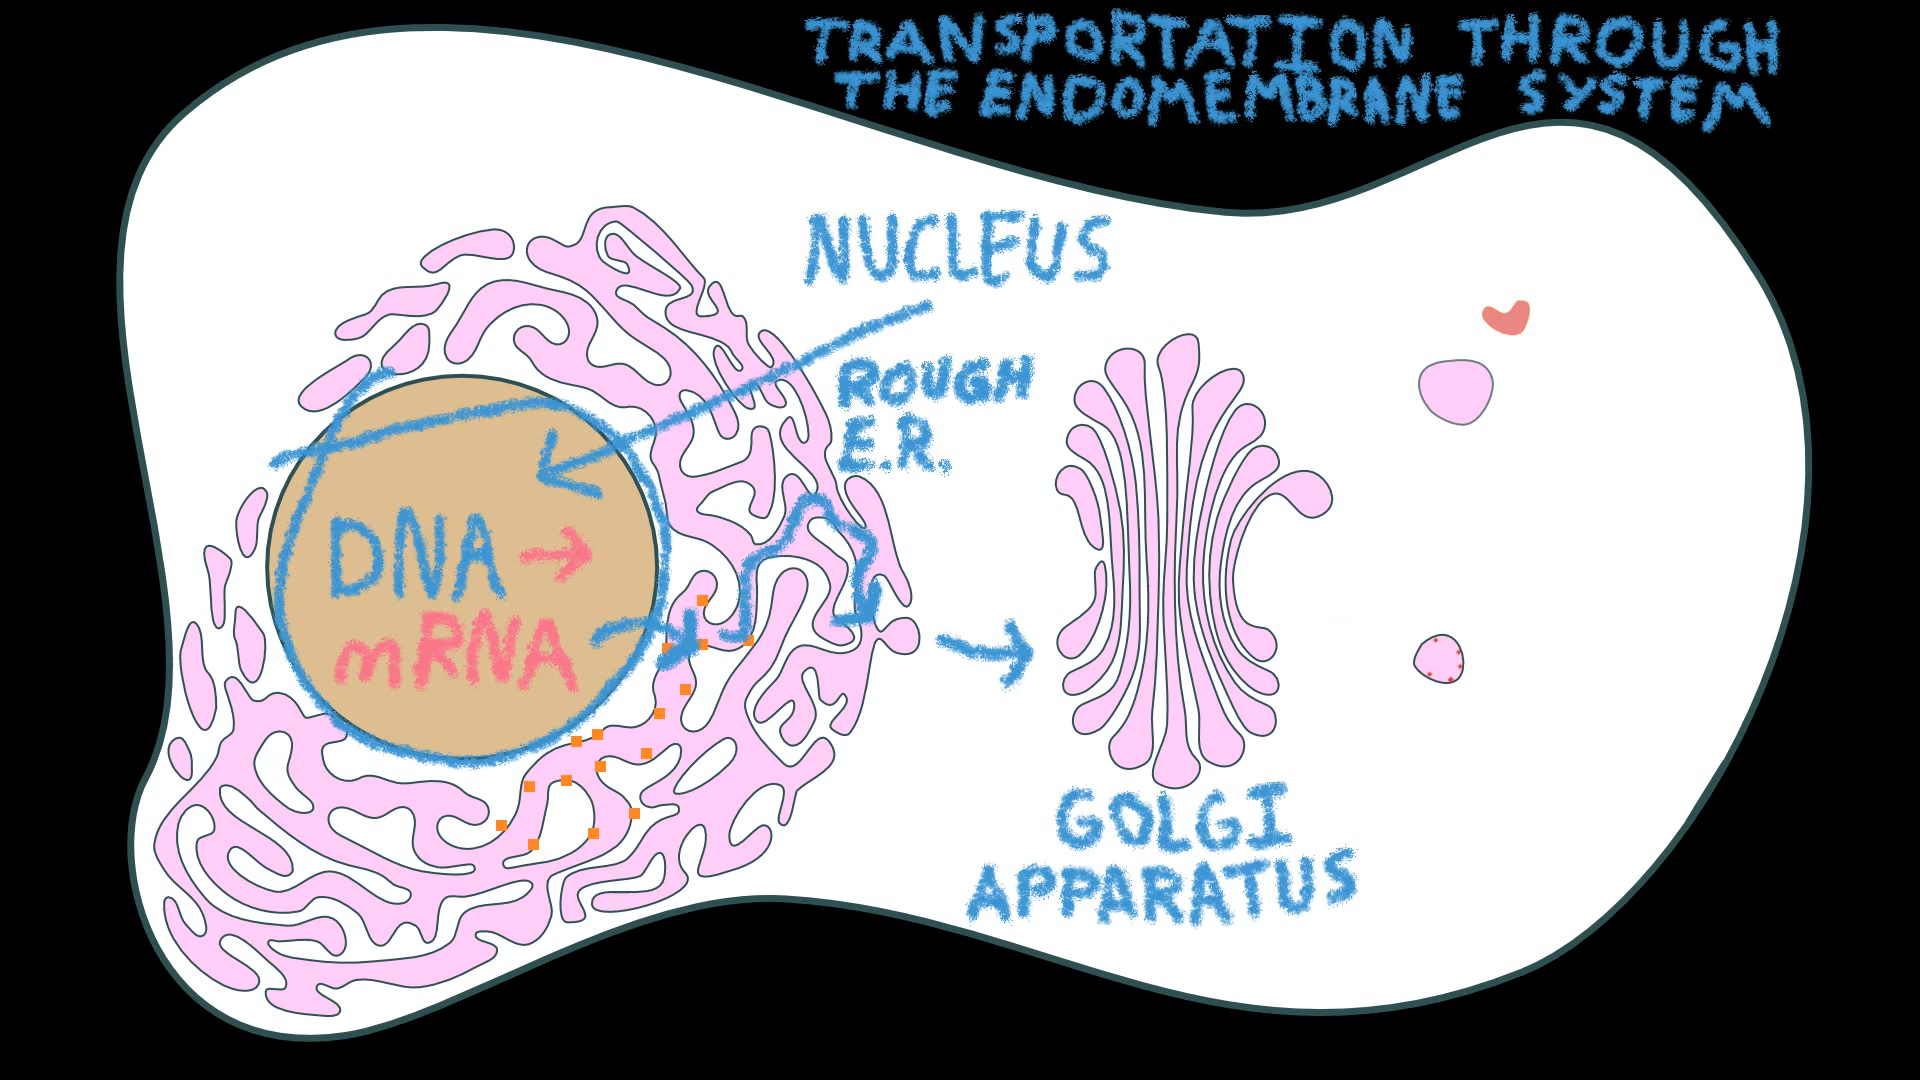 TRANSPORTATION THROUGH
THE ENDOMEMBRANE SYSTEM
NUCLEUS
ROUGH
E.R.
DNA →
mRNA
GOLGI
APPARATUS